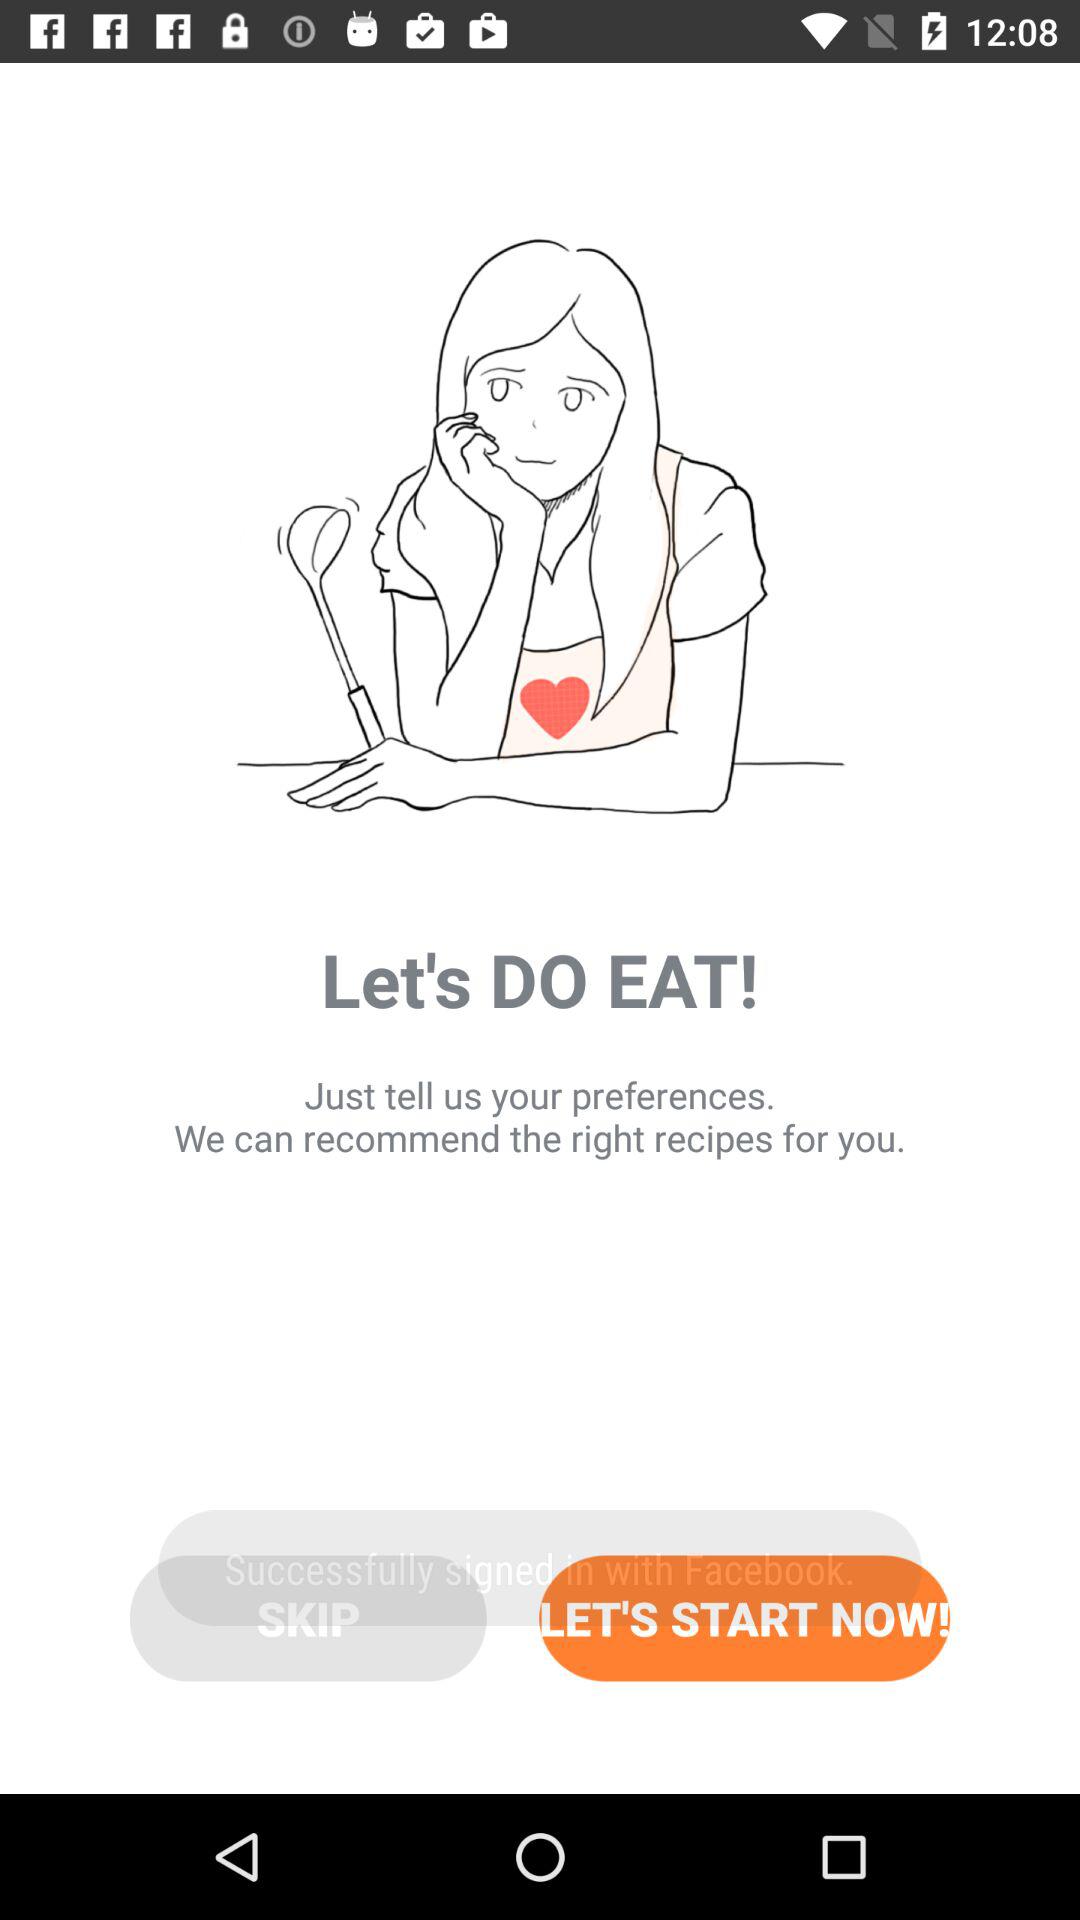 12:08
Let's DO EAT!
Just tell us your preferences.
We can recommend the right recipes for you.
Successfully signed in with Facebook.
SKIP
LET'S START NOW!